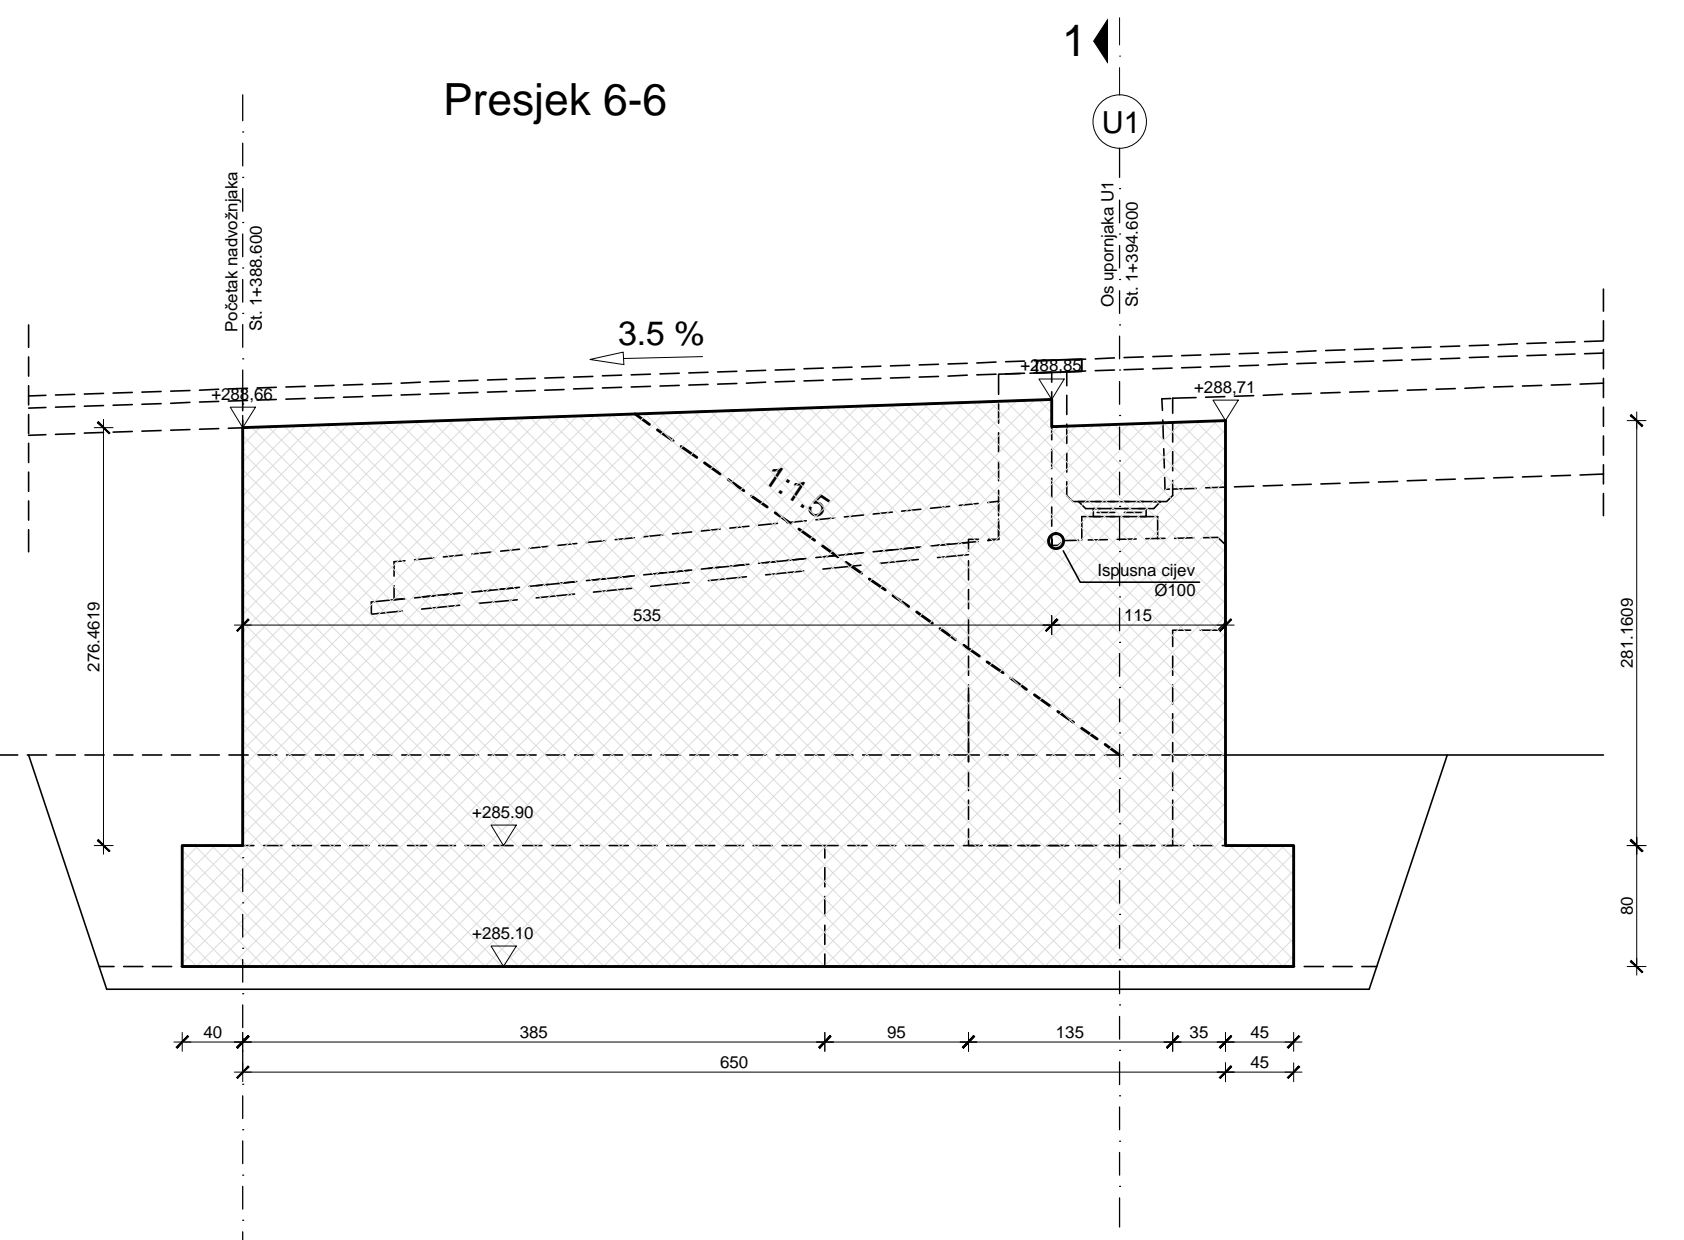 1
Presjek 6-6
U1
Početak nadvožnjaka
St. 1+388.600
Os upornjaka U1
St. 1+394.600
3.5 %
+288,66
+288.85
+288,71
1:1.5
Ispusna cijev
Ø100
535
115
276.4619
281.1609
+285.90
80
+285.10
40
385
95
135
35
45
650
45